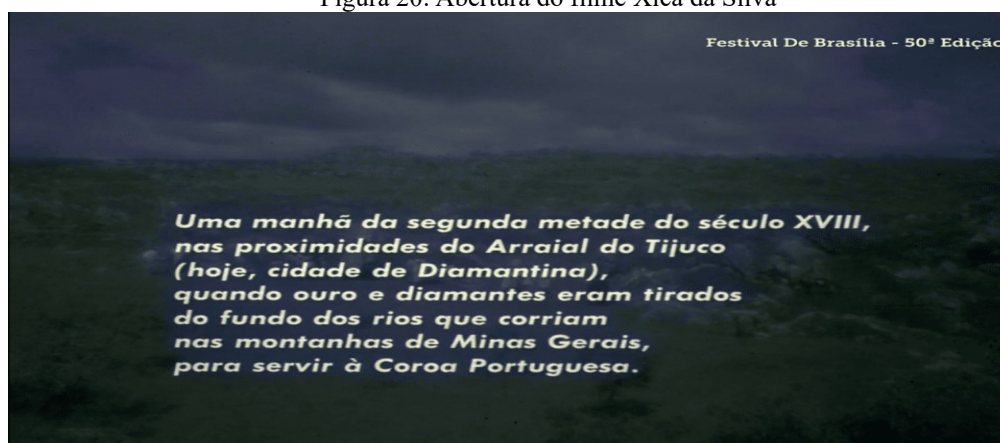 Figura 20: Abertura do filme Xica da Silva
Festival De Brasília - 50ª Edição
Uma manhã da segunda metade do século XVIII,
nas proximidades do Arraial do Tijuco
(hoje, cidade de Diamantina),
quando ouro e diamantes eram tirados
do fundo dos rios que corriam
nas montanhas de Minas Gerais,
para servir à Coroa Portuguesa.